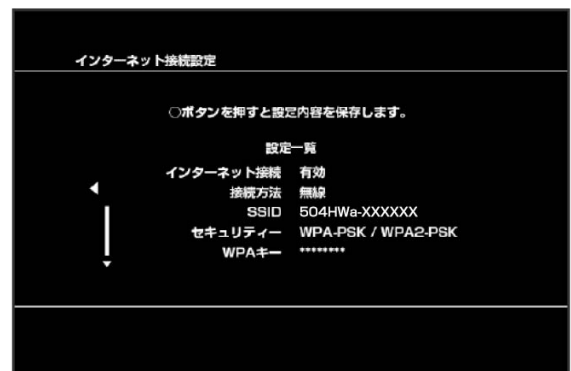 インターネット接続設定
○ボタンを押すと設定内容を保存します。
設定一覧
インターネット接続 有効
接続方法 無線
SSID 504HWa-XXXXXX
セキュリティー WPA-PSK / WPA2-PSK
WPAキー ********